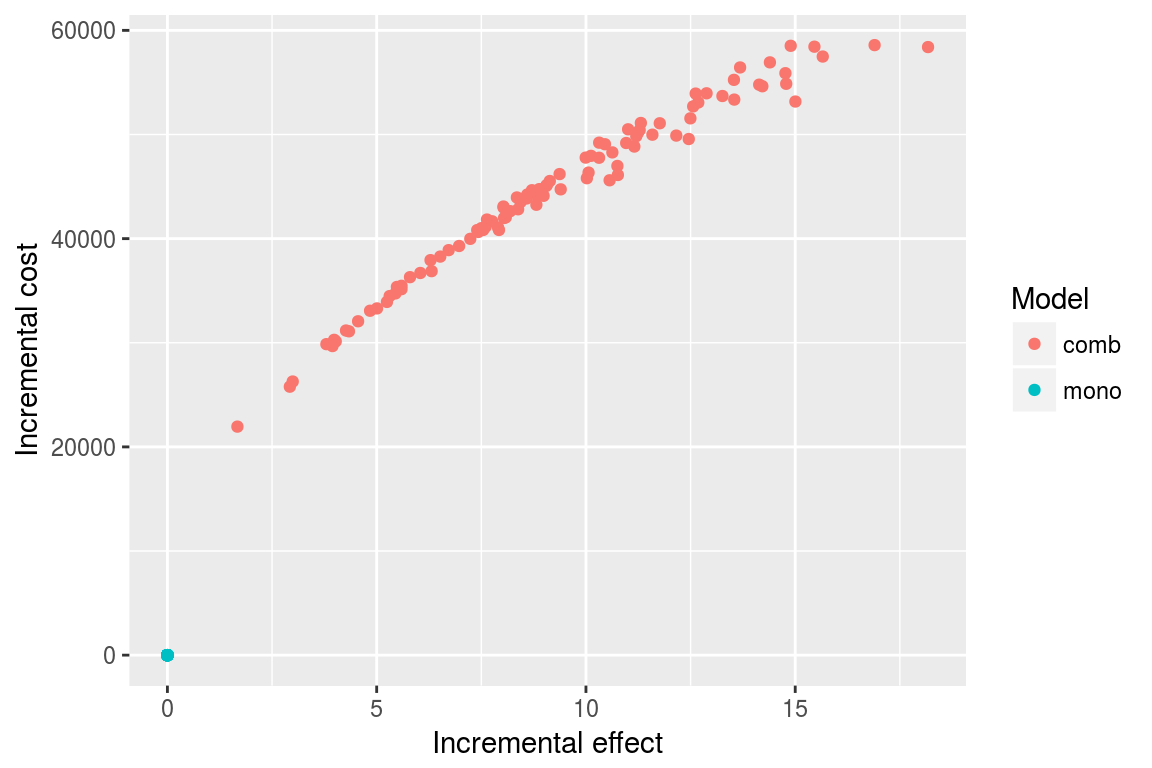 60000
40000
20000
0
Incremental cost
0 5 10 15
Incremental effect
Model
comb
mono